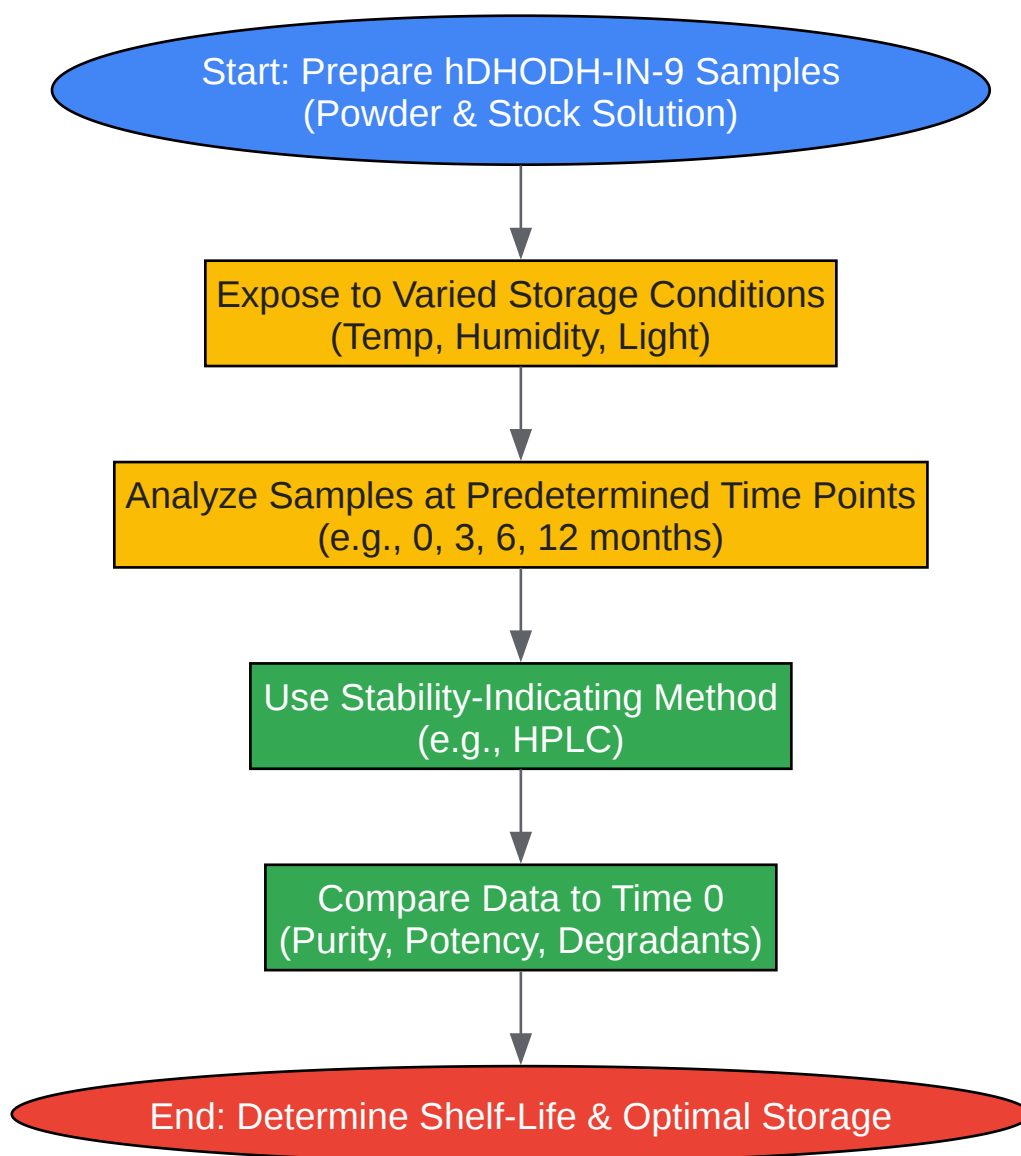 Start: Prepare hDHODH-IN-9 Samples
(Powder & Stock Solution)
Expose to Varied Storage Conditions
(Temp, Humidity, Light)
Analyze Samples at Predetermined Time Points
(e.g., 0, 3, 6, 12 months)
Use Stability-Indicating Method
(e.g., HPLC)
Compare Data to Time 0
(Purity, Potency, Degradants)
End: Determine Shelf-Life & Optimal Storage